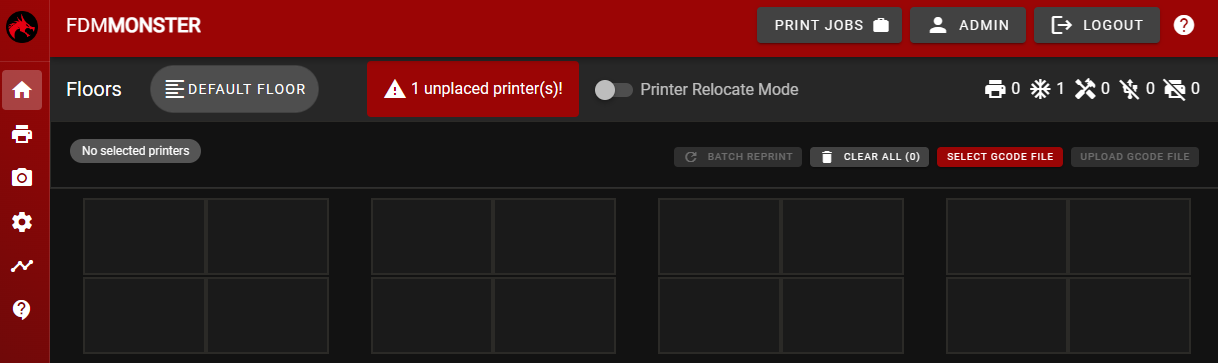 FDMMONSTER
PRINT JOBS
ADMIN
LOGOUT
Floors
DEFAULT FLOOR
1 unplaced printer(s)!
Printer Relocate Mode
0
1
0
0
0
No selected printers
BATCH REPRINT
CLEAR ALL (0)
SELECT GCODE FILE
UPLOAD GCODE FILE